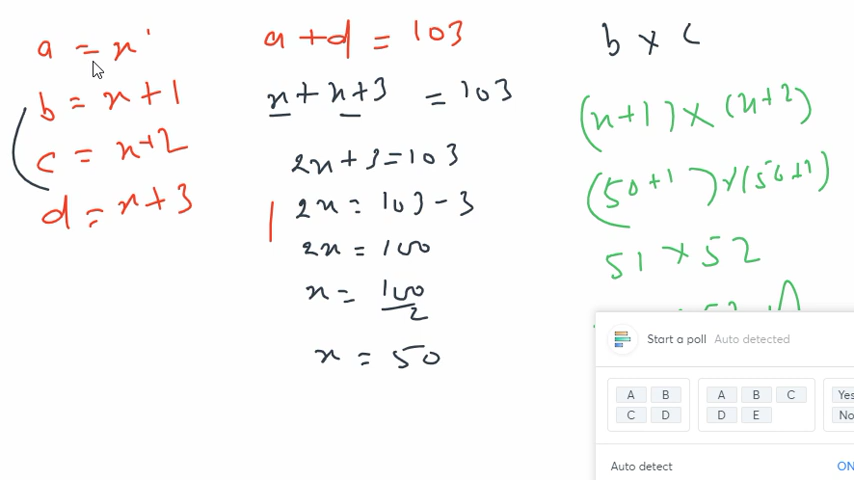 a = x
b = x+1
c = x+2
d = x+3
a + d = 103
x + x+3 = 103
2x + 3 = 103
2x = 103 - 3
2x = 100
x = 100/2
x = 50
b × c
(x+1) × (x+2)
(50+1) × (50+2)
51 × 52
Start a poll Auto detected
A B
C D
A B C
D E
Yes
No
Auto detect ON